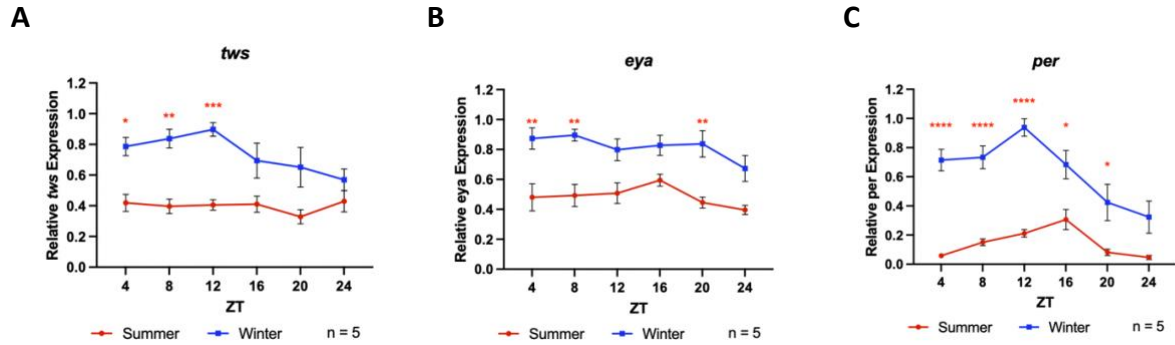 A
B
C
tws
Relative tws Expression
1.2
1.0
0.8
0.6
0.4
0.2
0.0
*
**
***
4 8 12 16 20 24
ZT
Summer Winter n = 5
eya
Relative eya Expression
1.2
1.0
0.8
0.6
0.4
0.2
0.0
**
**
**
4 8 12 16 20 24
ZT
Summer Winter n = 5
per
Relative per Expression
1.2
1.0
0.8
0.6
0.4
0.2
0.0
****
****
****
*
*
4 8 12 16 20 24
ZT
Summer Winter n = 5